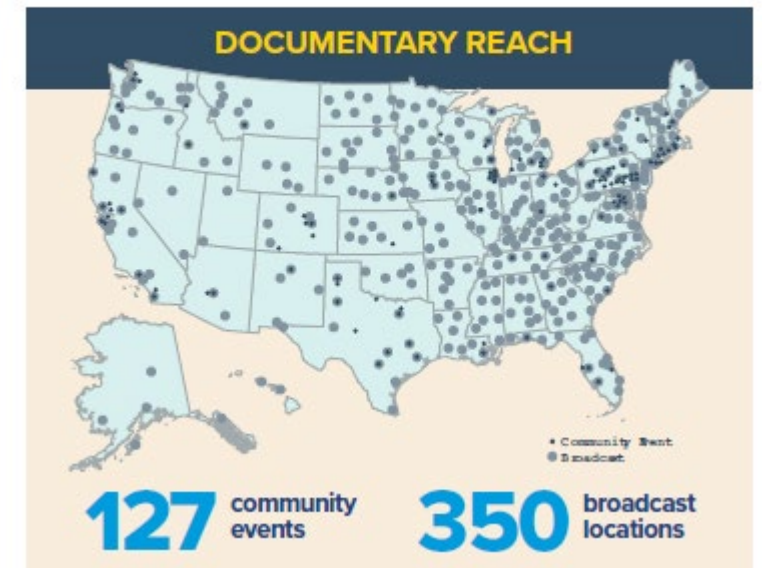 DOCUMENTARY REACH
Community Event
Broadcast
127 community events
350 broadcast locations